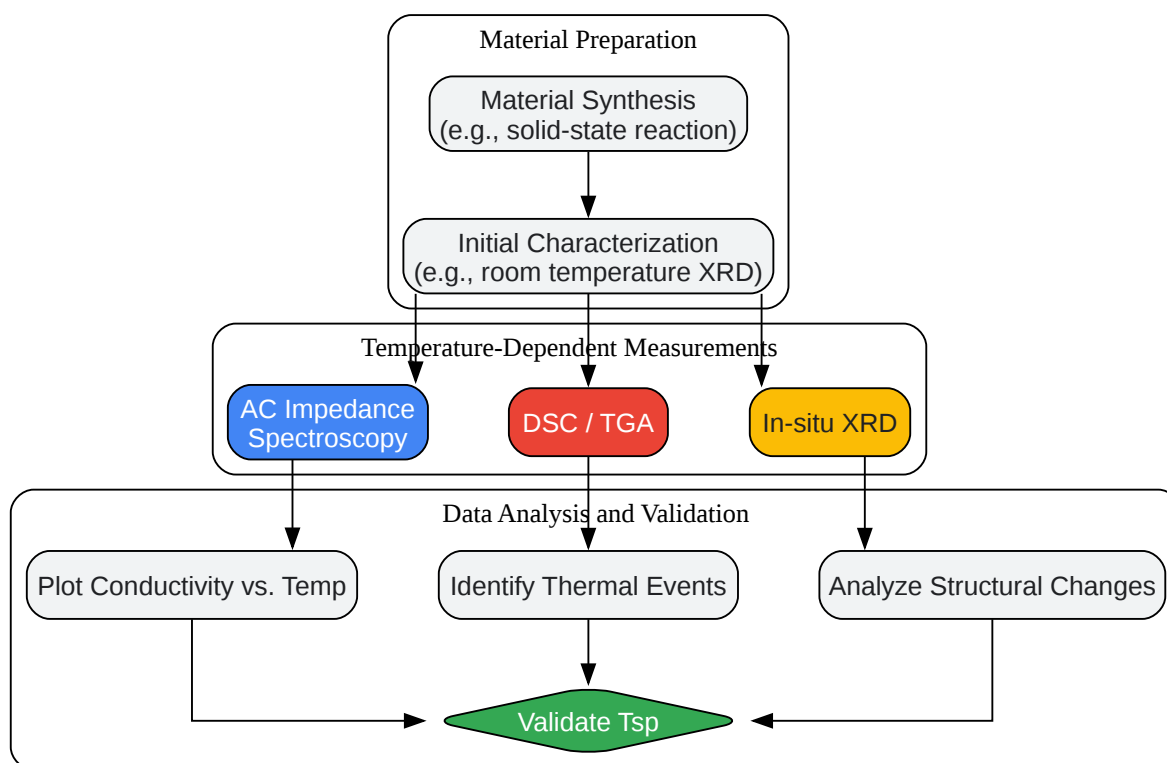 Material Preparation
Material Synthesis
(e.g., solid-state reaction)
Initial Characterization
(e.g., room temperature XRD)
Temperature-Dependent Measurements
AC Impedance
Spectroscopy
DSC / TGA
In-situ XRD
Data Analysis and Validation
Plot Conductivity vs. Temp
Identify Thermal Events
Analyze Structural Changes
Validate Tsp